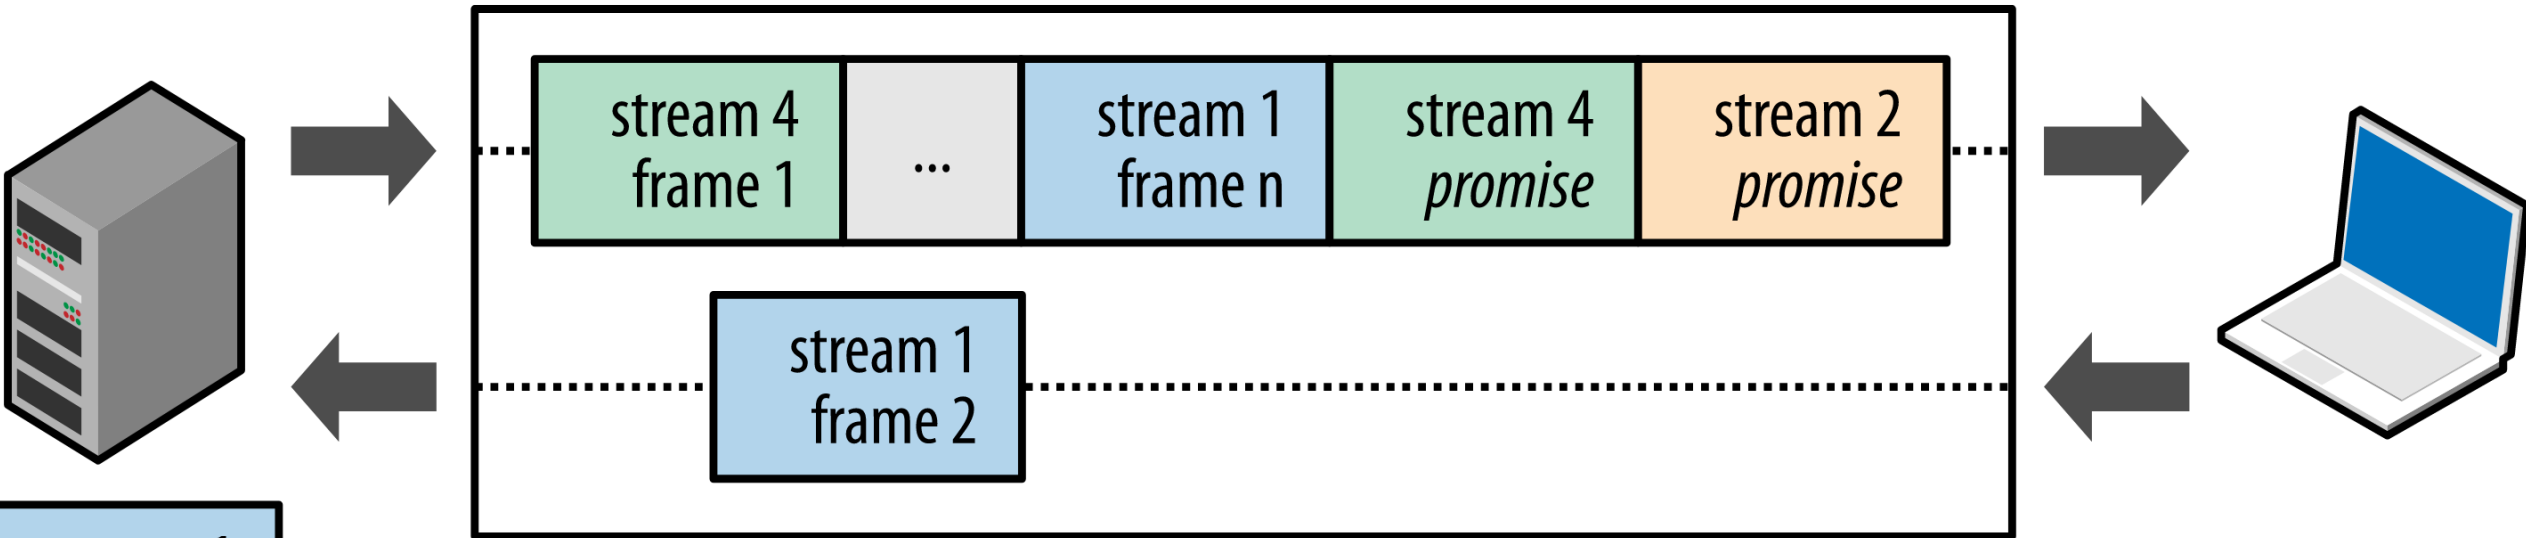 stream 4
frame 1
...
stream 1
frame n
stream 4
promise
stream 2
promise
stream 1
frame 2